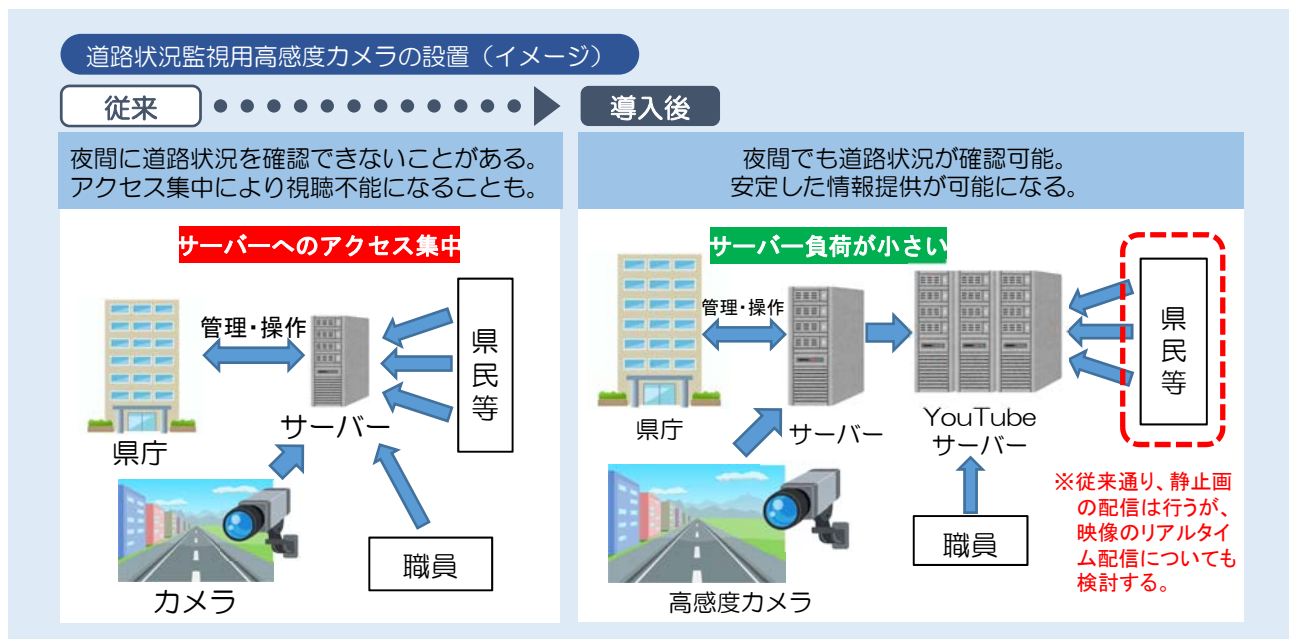 道路状況監視用高感度カメラの設置（イメージ）
従来
導入後
夜間に道路状況を確認できないことがある。
アクセス集中により視聴不能になることも。
サーバーへのアクセス集中
管理・操作
県庁
サーバー
県民等
カメラ
職員
夜間でも道路状況が確認可能。
安定した情報提供が可能になる。
サーバー負荷が小さい
管理・操作
県庁
サーバー
YouTube
サーバー
県民等
高感度カメラ
職員
※従来通り、静止画
の配信は行うが、
映像のリアルタイ
ム配信についても
検討する。